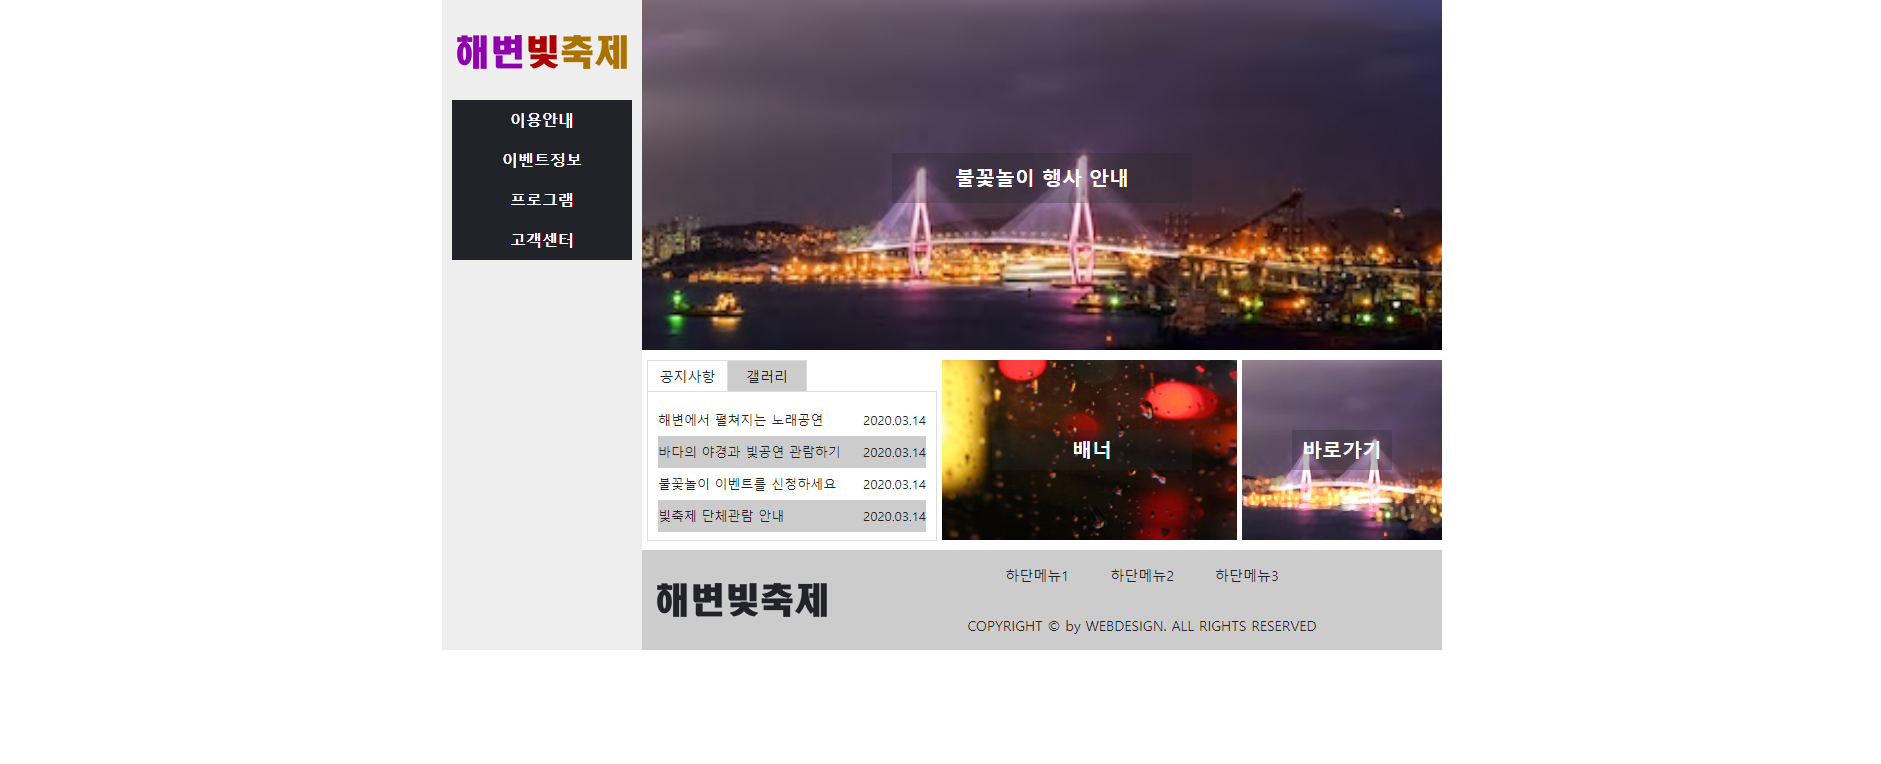 해변빛축제
이용안내
이벤트정보
프로그램
고객센터
불꽃놀이 행사 안내
공지사항 갤러리
해변에서 펼쳐지는 노래공연 2020.03.14
바다의 야경과 빛공연 관람하기 2020.03.14
불꽃놀이 이벤트를 신청하세요 2020.03.14
빛축제 단체관람 안내 2020.03.14
배너
바로가기
해변빛축제
하단메뉴1 하단메뉴2 하단메뉴3
COPYRIGHT © by WEBDESIGN. ALL RIGHTS RESERVED